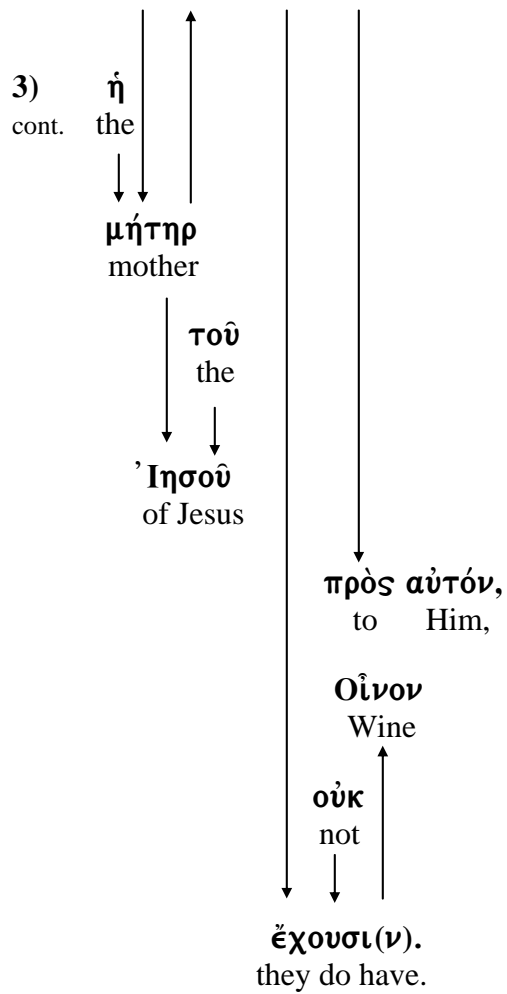 3) ἡ
cont. the
μήτηρ
mother
τοῦ
the
Ἰησοῦ
of Jesus
πρὸς αὐτόν,
to Him,
Οἶνον
Wine
οὐκ
not
ἔχουσι(ν).
they do have.